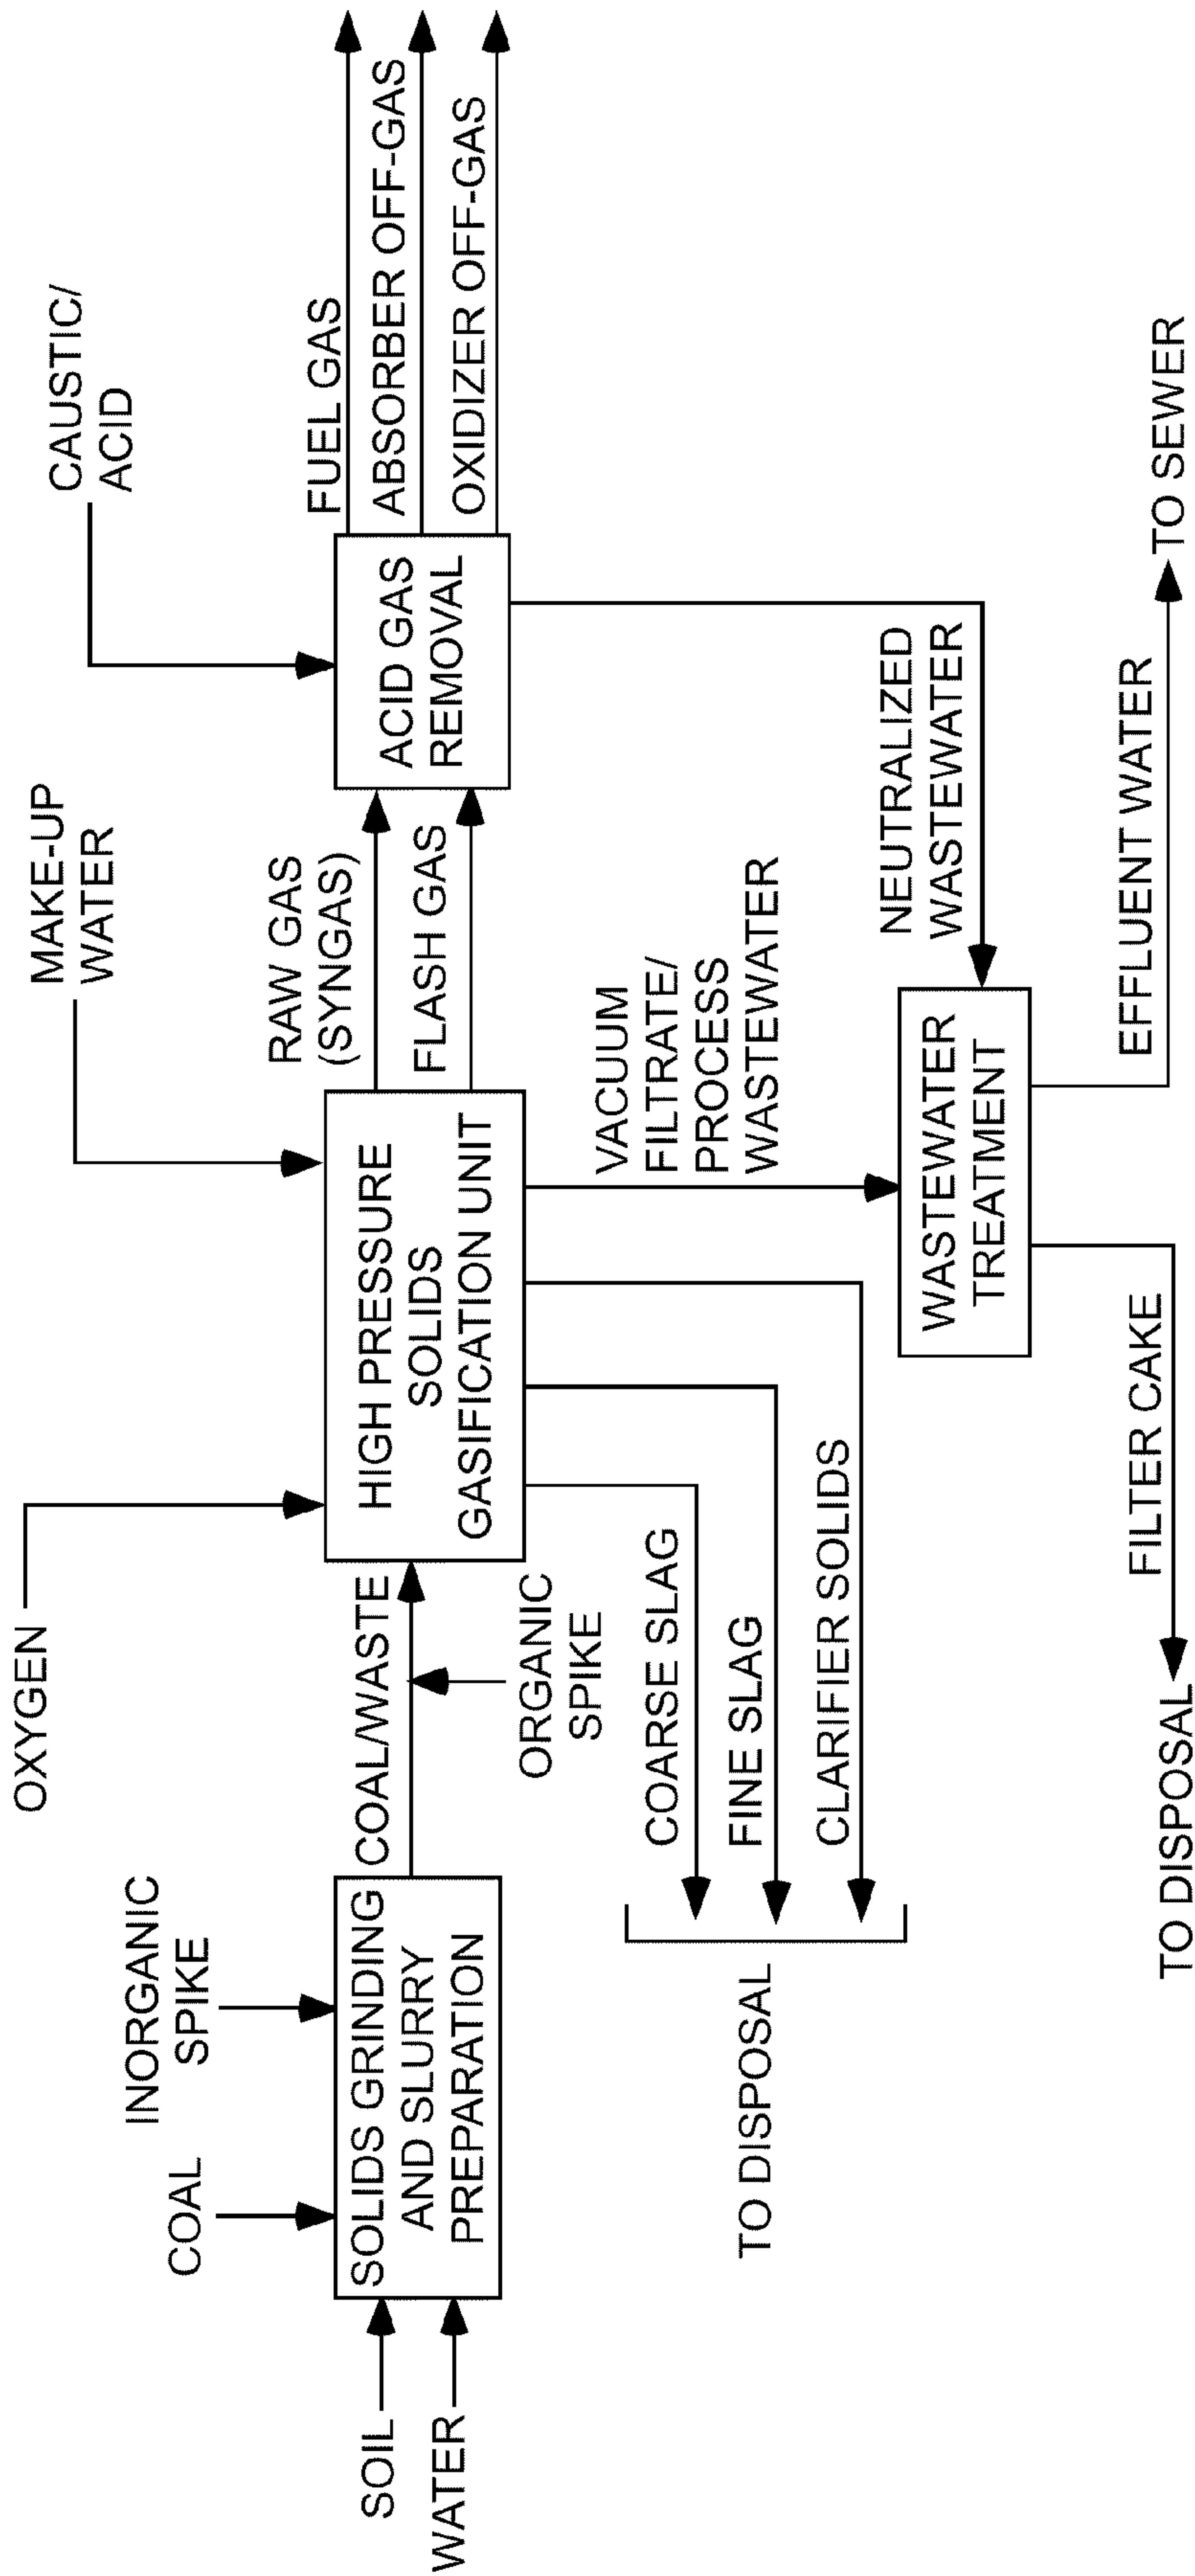 OXYGEN
MAKE-UP
WATER
CAUSTIC/
ACID
INORGANIC
SPIKE
COAL
SOIL
WATER
SOLIDS GRINDING
AND SLURRY
PREPARATION
COAL/WASTE
ORGANIC
SPIKE
HIGH PRESSURE
SOLIDS
GASIFICATION UNIT
RAW GAS
(SYNGAS)
FLASH GAS
ACID GAS
REMOVAL
FUEL GAS
ABSORBER OFF-GAS
OXIDIZER OFF-GAS
COARSE SLAG
FINE SLAG
CLARIFIER SOLIDS
TO DISPOSAL
VACUUM
FILTRATE/
PROCESS
WASTEWATER
NEUTRALIZED
WASTEWATER
WASTEWATER
TREATMENT
FILTER CAKE
TO DISPOSAL
EFFLUENT WATER
TO SEWER